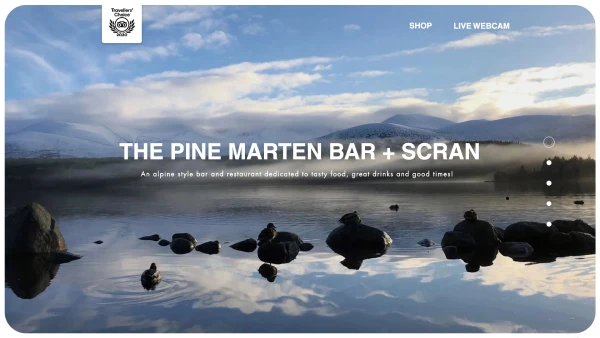 Travellers'
Choice
2020
SHOP LIVE WEBCAM
THE PINE MARTEN BAR + SCRAN
An alpine style bar and restaurant dedicated to tasty food, great drinks and good times!